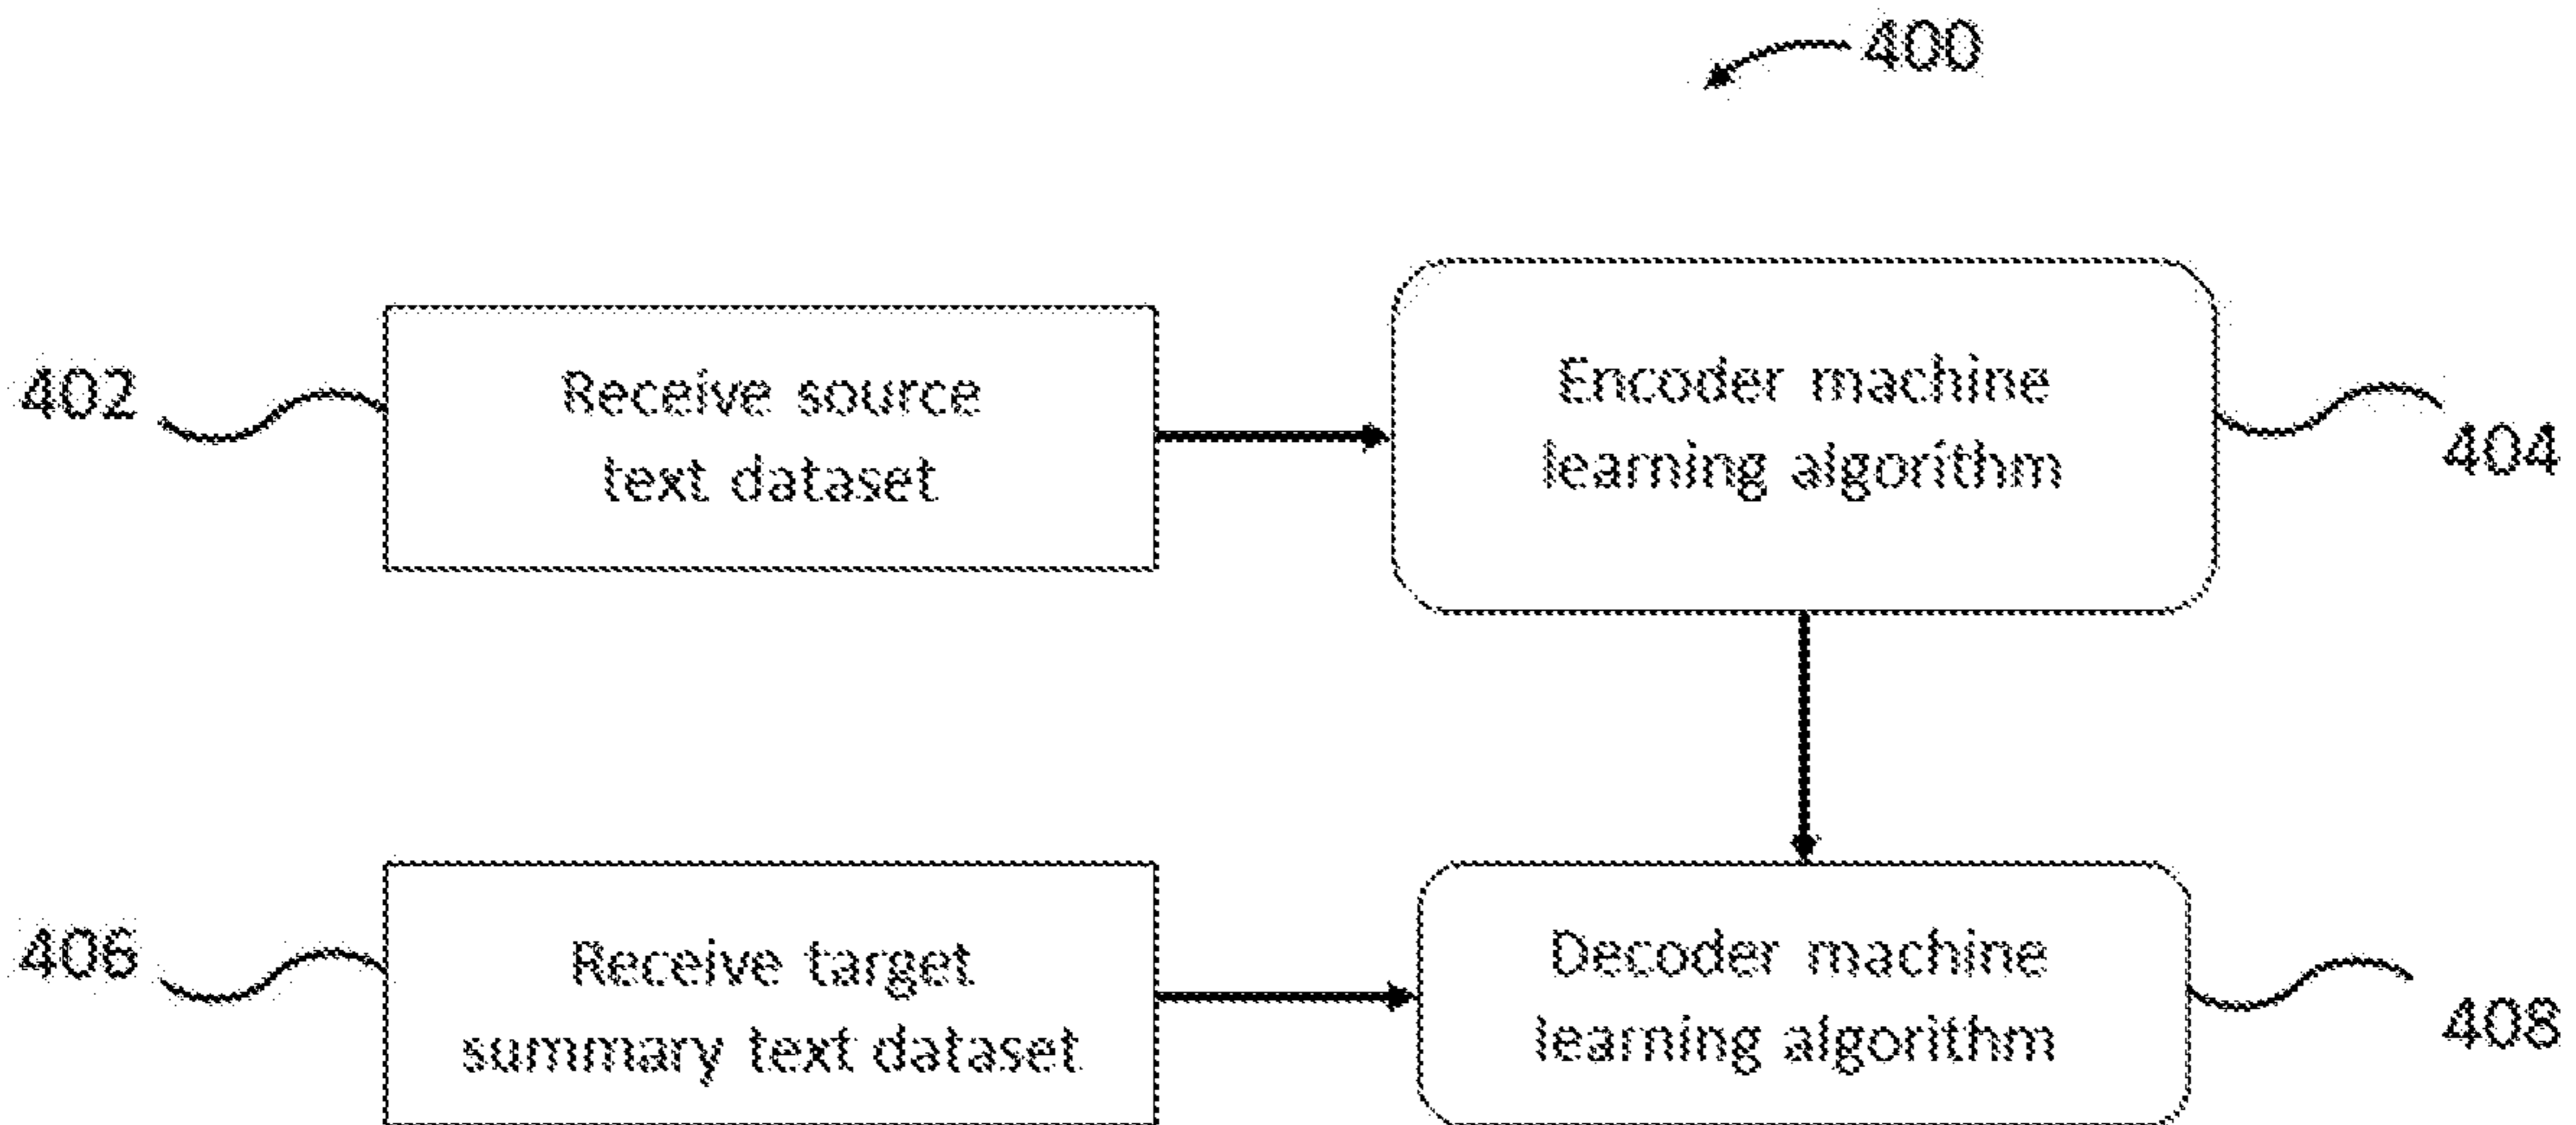 400
402
Receive source
text dataset
Encoder machine
learning algorithm
404
406
Receive target
summary text dataset
Decoder machine
learning algorithm
408